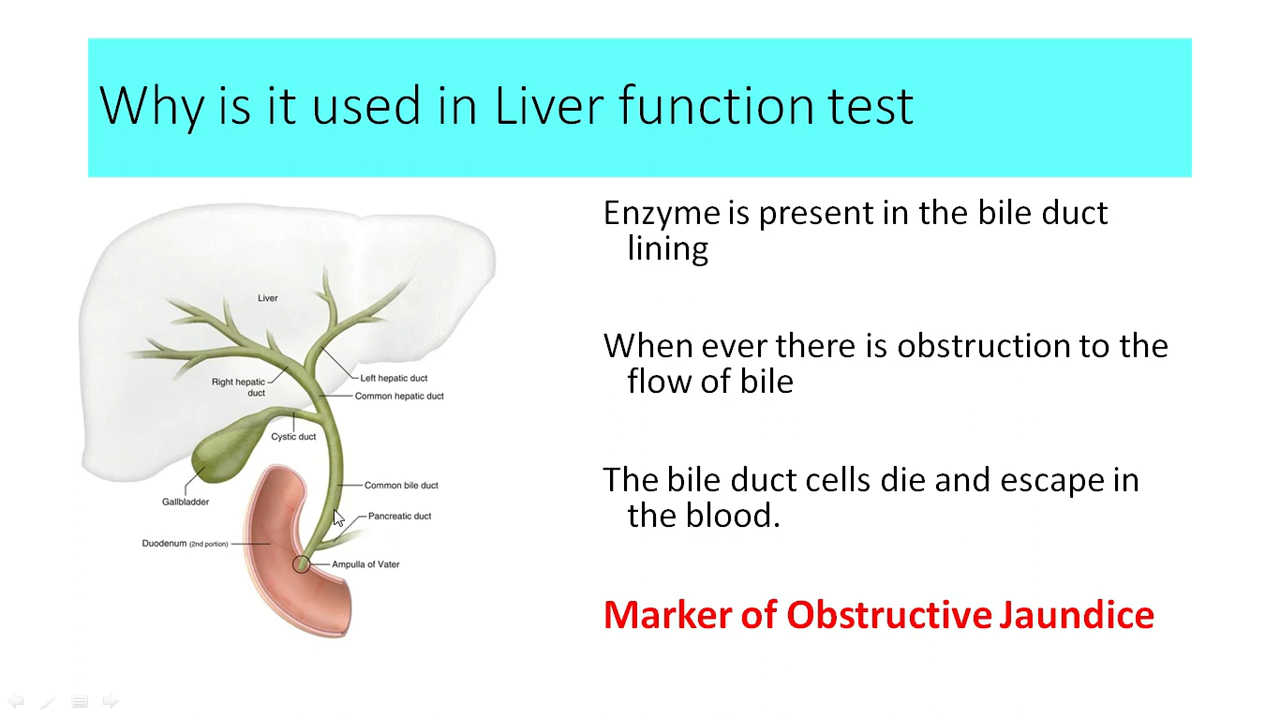 Why is it used in Liver function test
Enzyme is present in the bile duct
lining
When ever there is obstruction to the
flow of bile
The bile duct cells die and escape in
the blood.
Marker of Obstructive Jaundice
Liver
Right hepatic
duct
Left hepatic duct
Common hepatic duct
Cystic duct
Gallbladder
Common bile duct
Pancreatic duct
Duodenum (2nd portion)
Ampulla of Vater